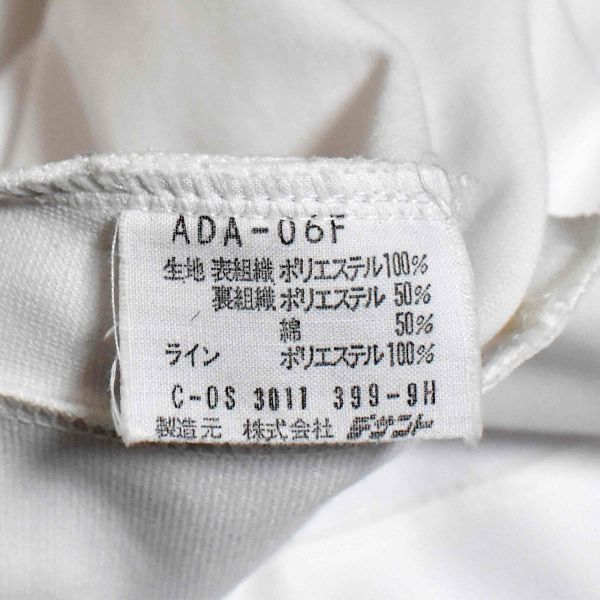 ADA-06F
生地 表組織 ポリエステル100%
裏組織 ポリエステル 50%
綿 50%
ライン ポリエステル100%
C-0S 3011 399-9H
製造元 株式会社 デサント